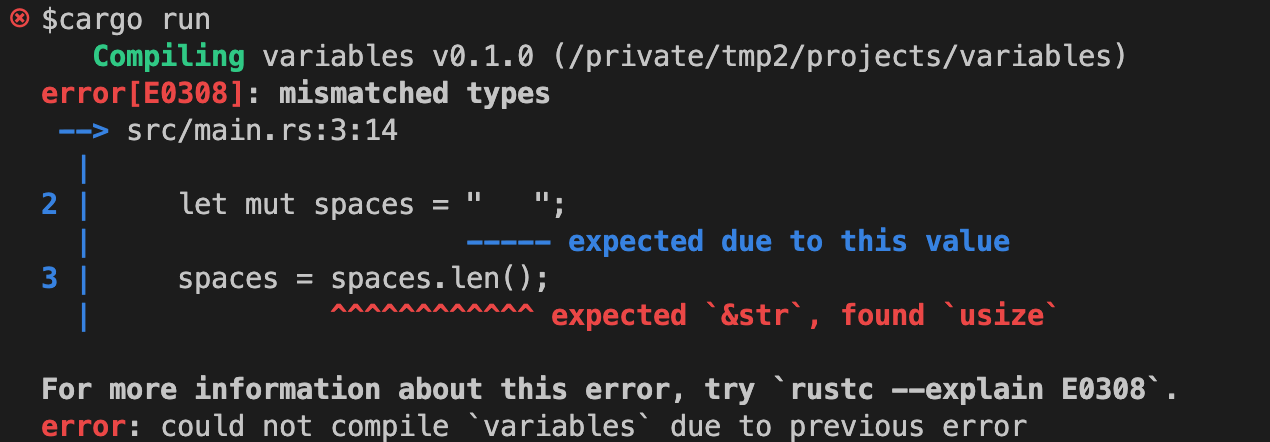 $cargo run
   Compiling variables v0.1.0 (/private/tmp2/projects/variables)
error[E0308]: mismatched types
 --> src/main.rs:3:14
  |
2 |     let mut spaces = "   ";
  |                      ----- expected due to this value
3 |     spaces = spaces.len();
  |              ^^^^^^^^^^^^ expected `&str`, found `usize`

For more information about this error, try `rustc --explain E0308`.
error: could not compile `variables` due to previous error